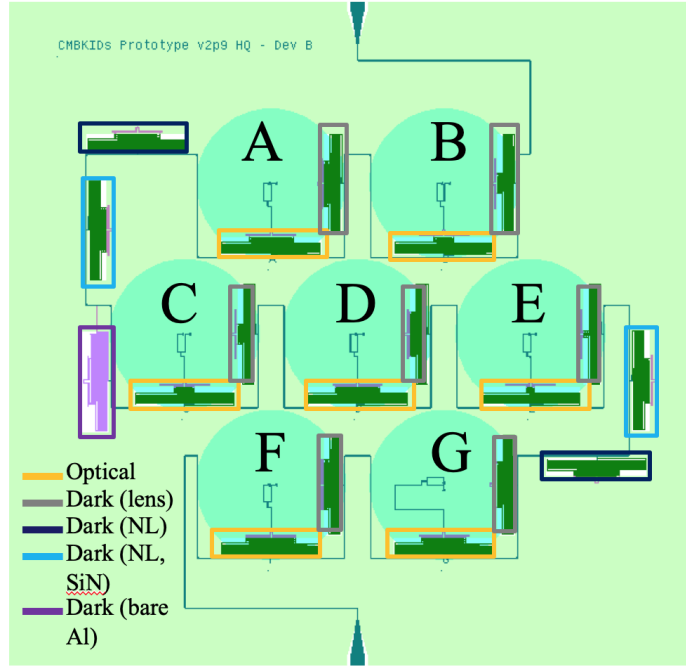 CMBKIDs Prototype v2p9 HQ - Dev B
A
B
C
D
E
F
G
Optical
Dark (lens)
Dark (NL)
Dark (NL,
SiN)
Dark (bare
Al)